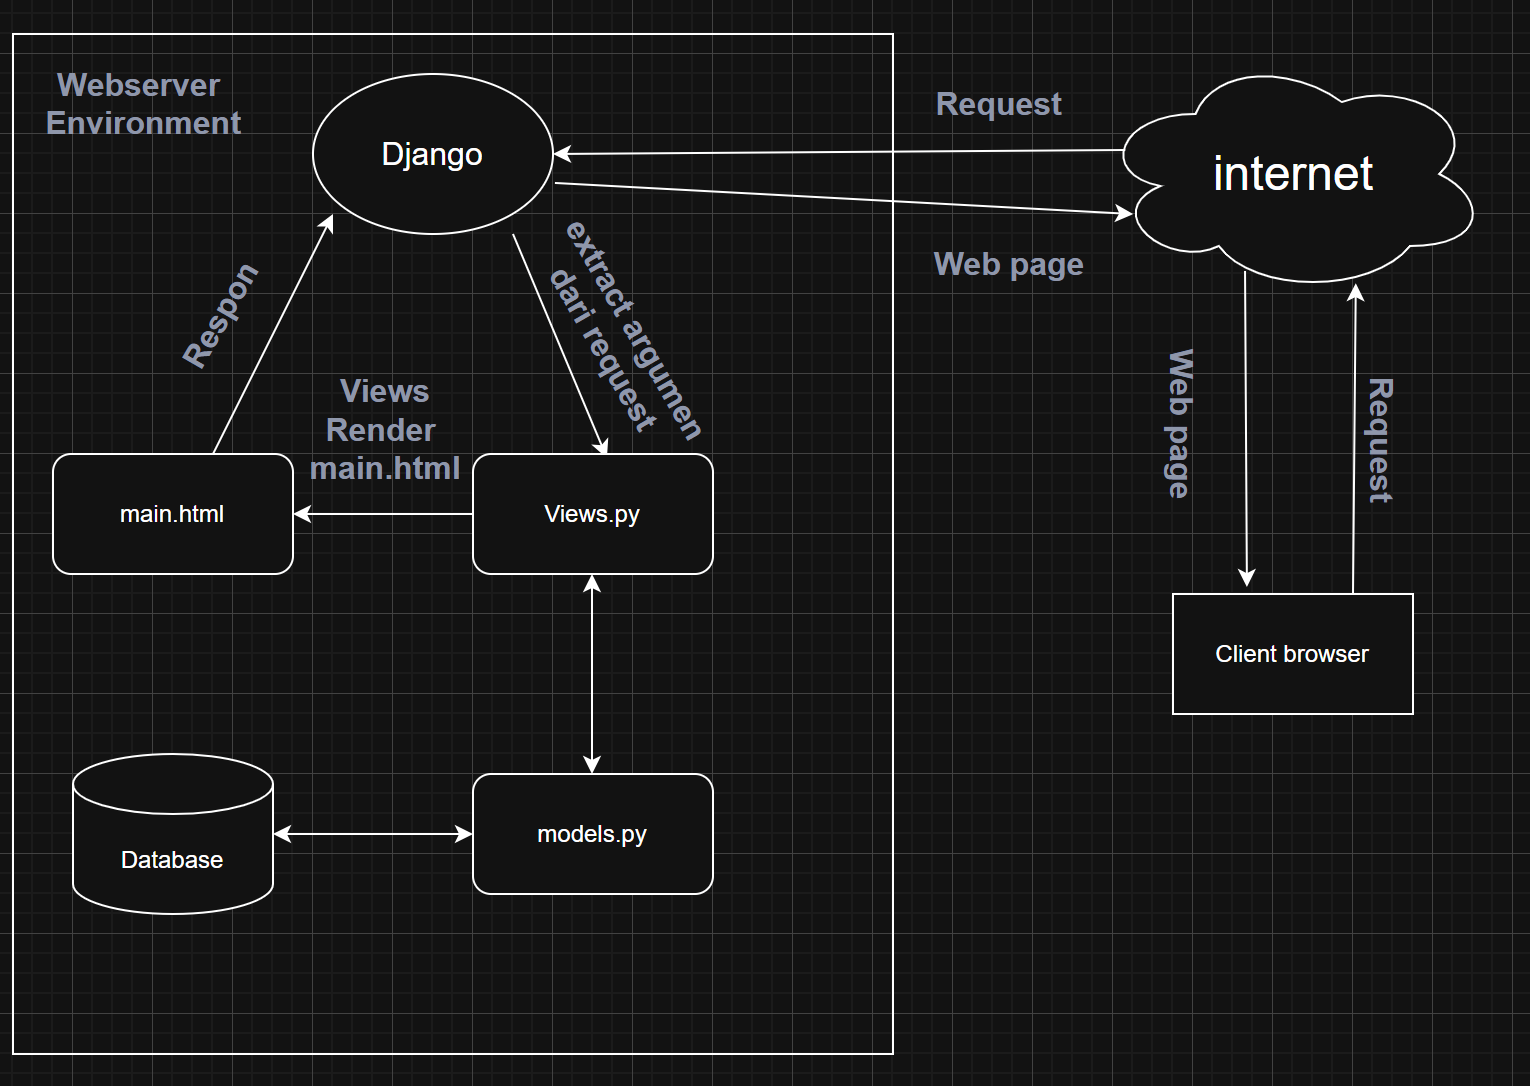 Webserver
Environment
Django
Request
internet
Web page
Respon
extract argumen
dari request
Views
Render
main.html
Web page
Request
main.html
Views.py
Client browser
Database
models.py